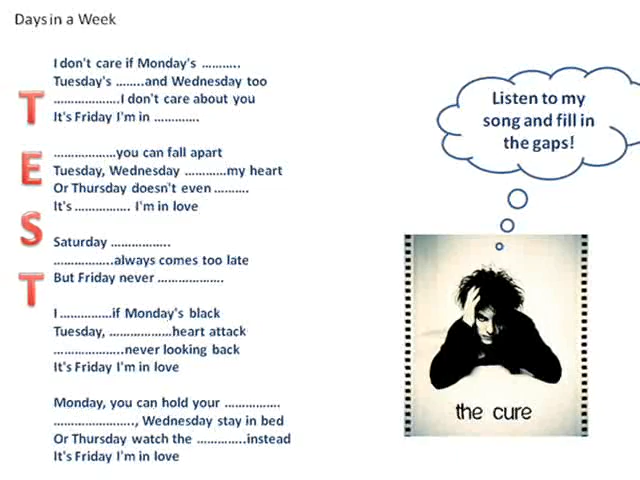 Days in a Week
I don't care if Monday's ...........
Tuesday's ........and Wednesday too
....................I don't care about you
It's Friday I'm in .............
...................you can fall apart
Tuesday, Wednesday .............my heart
Or Thursday doesn't even ...........
It's ................. I'm in love
Saturday ..................
..................always comes too late
But Friday never ....................
I ...............if Monday's black
Tuesday, ...................heart attack
......................never looking back
It's Friday I'm in love
Monday, you can hold your .................
........................., Wednesday stay in bed
Or Thursday watch the ...............instead
It's Friday I'm in love
TEST
Listen to my
song and fill in
the gaps!
the cure